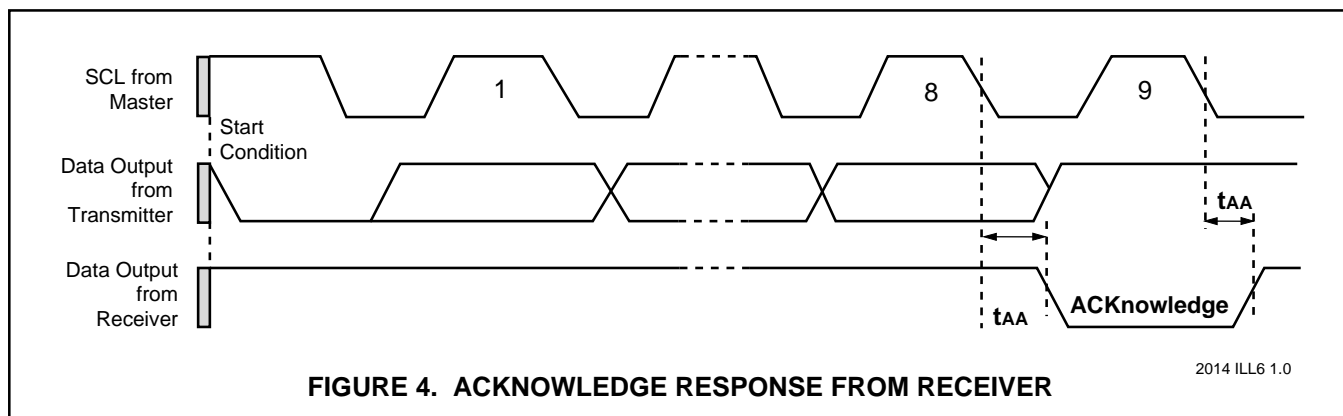 SCL from
Master
1
8
9
Start
Condition
Data Output
from
Transmitter
tAA
Data Output
from
Receiver
tAA
ACKnowledge
FIGURE 4. ACKNOWLEDGE RESPONSE FROM RECEIVER
2014 ILL6 1.0